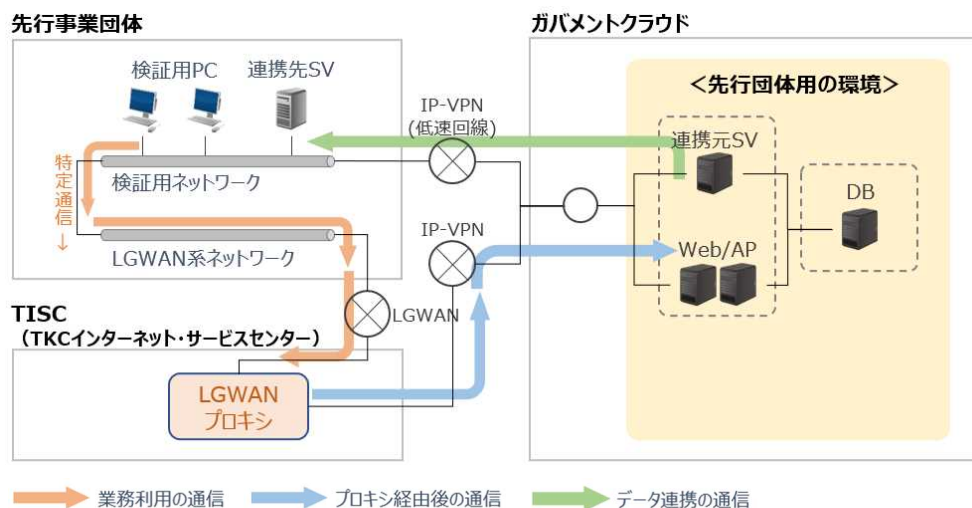 先行事業団体
ガバメントクラウド
検証用PC
連携先SV
IP-VPN
(低速回線)
<先行団体用の環境>
連携元SV
特定通信→
検証用ネットワーク
DB
IP-VPN
Web/AP
LGWAN系ネットワーク
TISC
(TKCインターネット・サービスセンター)
LGWAN
LGWAN
プロキシ
業務利用の通信
プロキシ経由後の通信
データ連携の通信